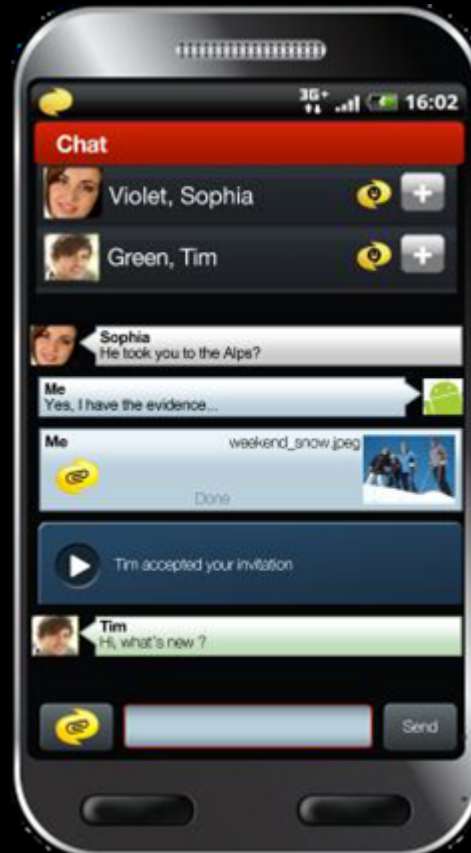 3G+
16:02
Chat
Violet, Sophia
Green, Tim
Sophia
He took you to the Alps?
Me
Yes, I have the evidence...
Me
weekend_snow.jpeg
Done
Tim accepted your invitation
Tim
Hi, what's new ?
Send